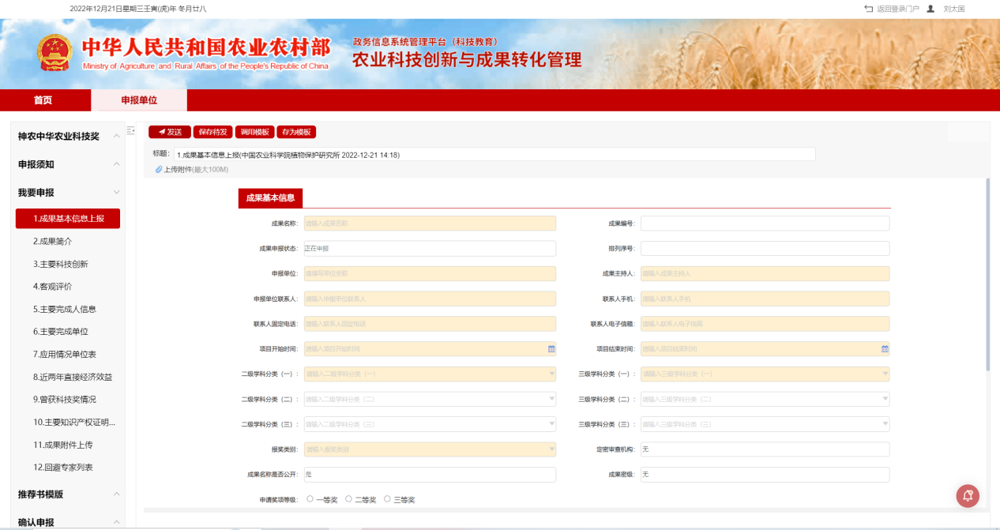 2022年12月21日星期三壬寅(虎)年 冬月廿八
返回登录门户
刘太国
中华人民共和国农业农村部
Ministry of Agriculture and Rural Affairs of the People's Republic of China
政务信息系统管理平台（科技教育）
农业科技创新与成果转化管理
首页
申报单位
神农中华农业科技奖
申报须知
我要申报
1.成果基本信息上报
2.成果简介
3.主要科技创新
4.客观评价
5.主要完成人信息
6.主要完成单位
7.应用情况单位表
8.近两年直接经济效益
9.曾获科技奖情况
10.主要知识产权证明...
11.成果附件上传
12.回避专家列表
推荐书模版
确认申报
发送 保存待发 调用模板 存为模板
标题: 1.成果基本信息上报(中国农业科学院植物保护研究所 2022-12-21 14:18)
上传附件(最大100M)
成果基本信息
成果名称: 请输入成果名称 成果编号:
成果申报状态: 正在申报 排列序号:
申报单位: 请填写单位全称 成果主持人: 请输入成果主持人
申报单位联系人: 请输入申报单位联系人 联系人手机: 请输入联系人手机
联系人固定电话: 请输入联系人固定电话 联系人电子信箱: 请输入联系人电子信箱
项目开始时间: 请输入项目开始时间 项目结束时间: 请输入项目结束时间
二级学科分类（一）: 请输入二级学科分类（一） 三级学科分类（一）: 请输入三级学科分类（一）
二级学科分类（二）: 请输入二级学科分类（二） 三级学科分类（二）: 请输入三级学科分类（二）
二级学科分类（三）: 请输入二级学科分类（三） 三级学科分类（三）: 请输入三级学科分类（三）
报奖类别: 请输入报奖类别 定密审查机构: 无
成果名称是否公开: 是 成果密级: 无
申请奖项等级: 一等奖 二等奖 三等奖